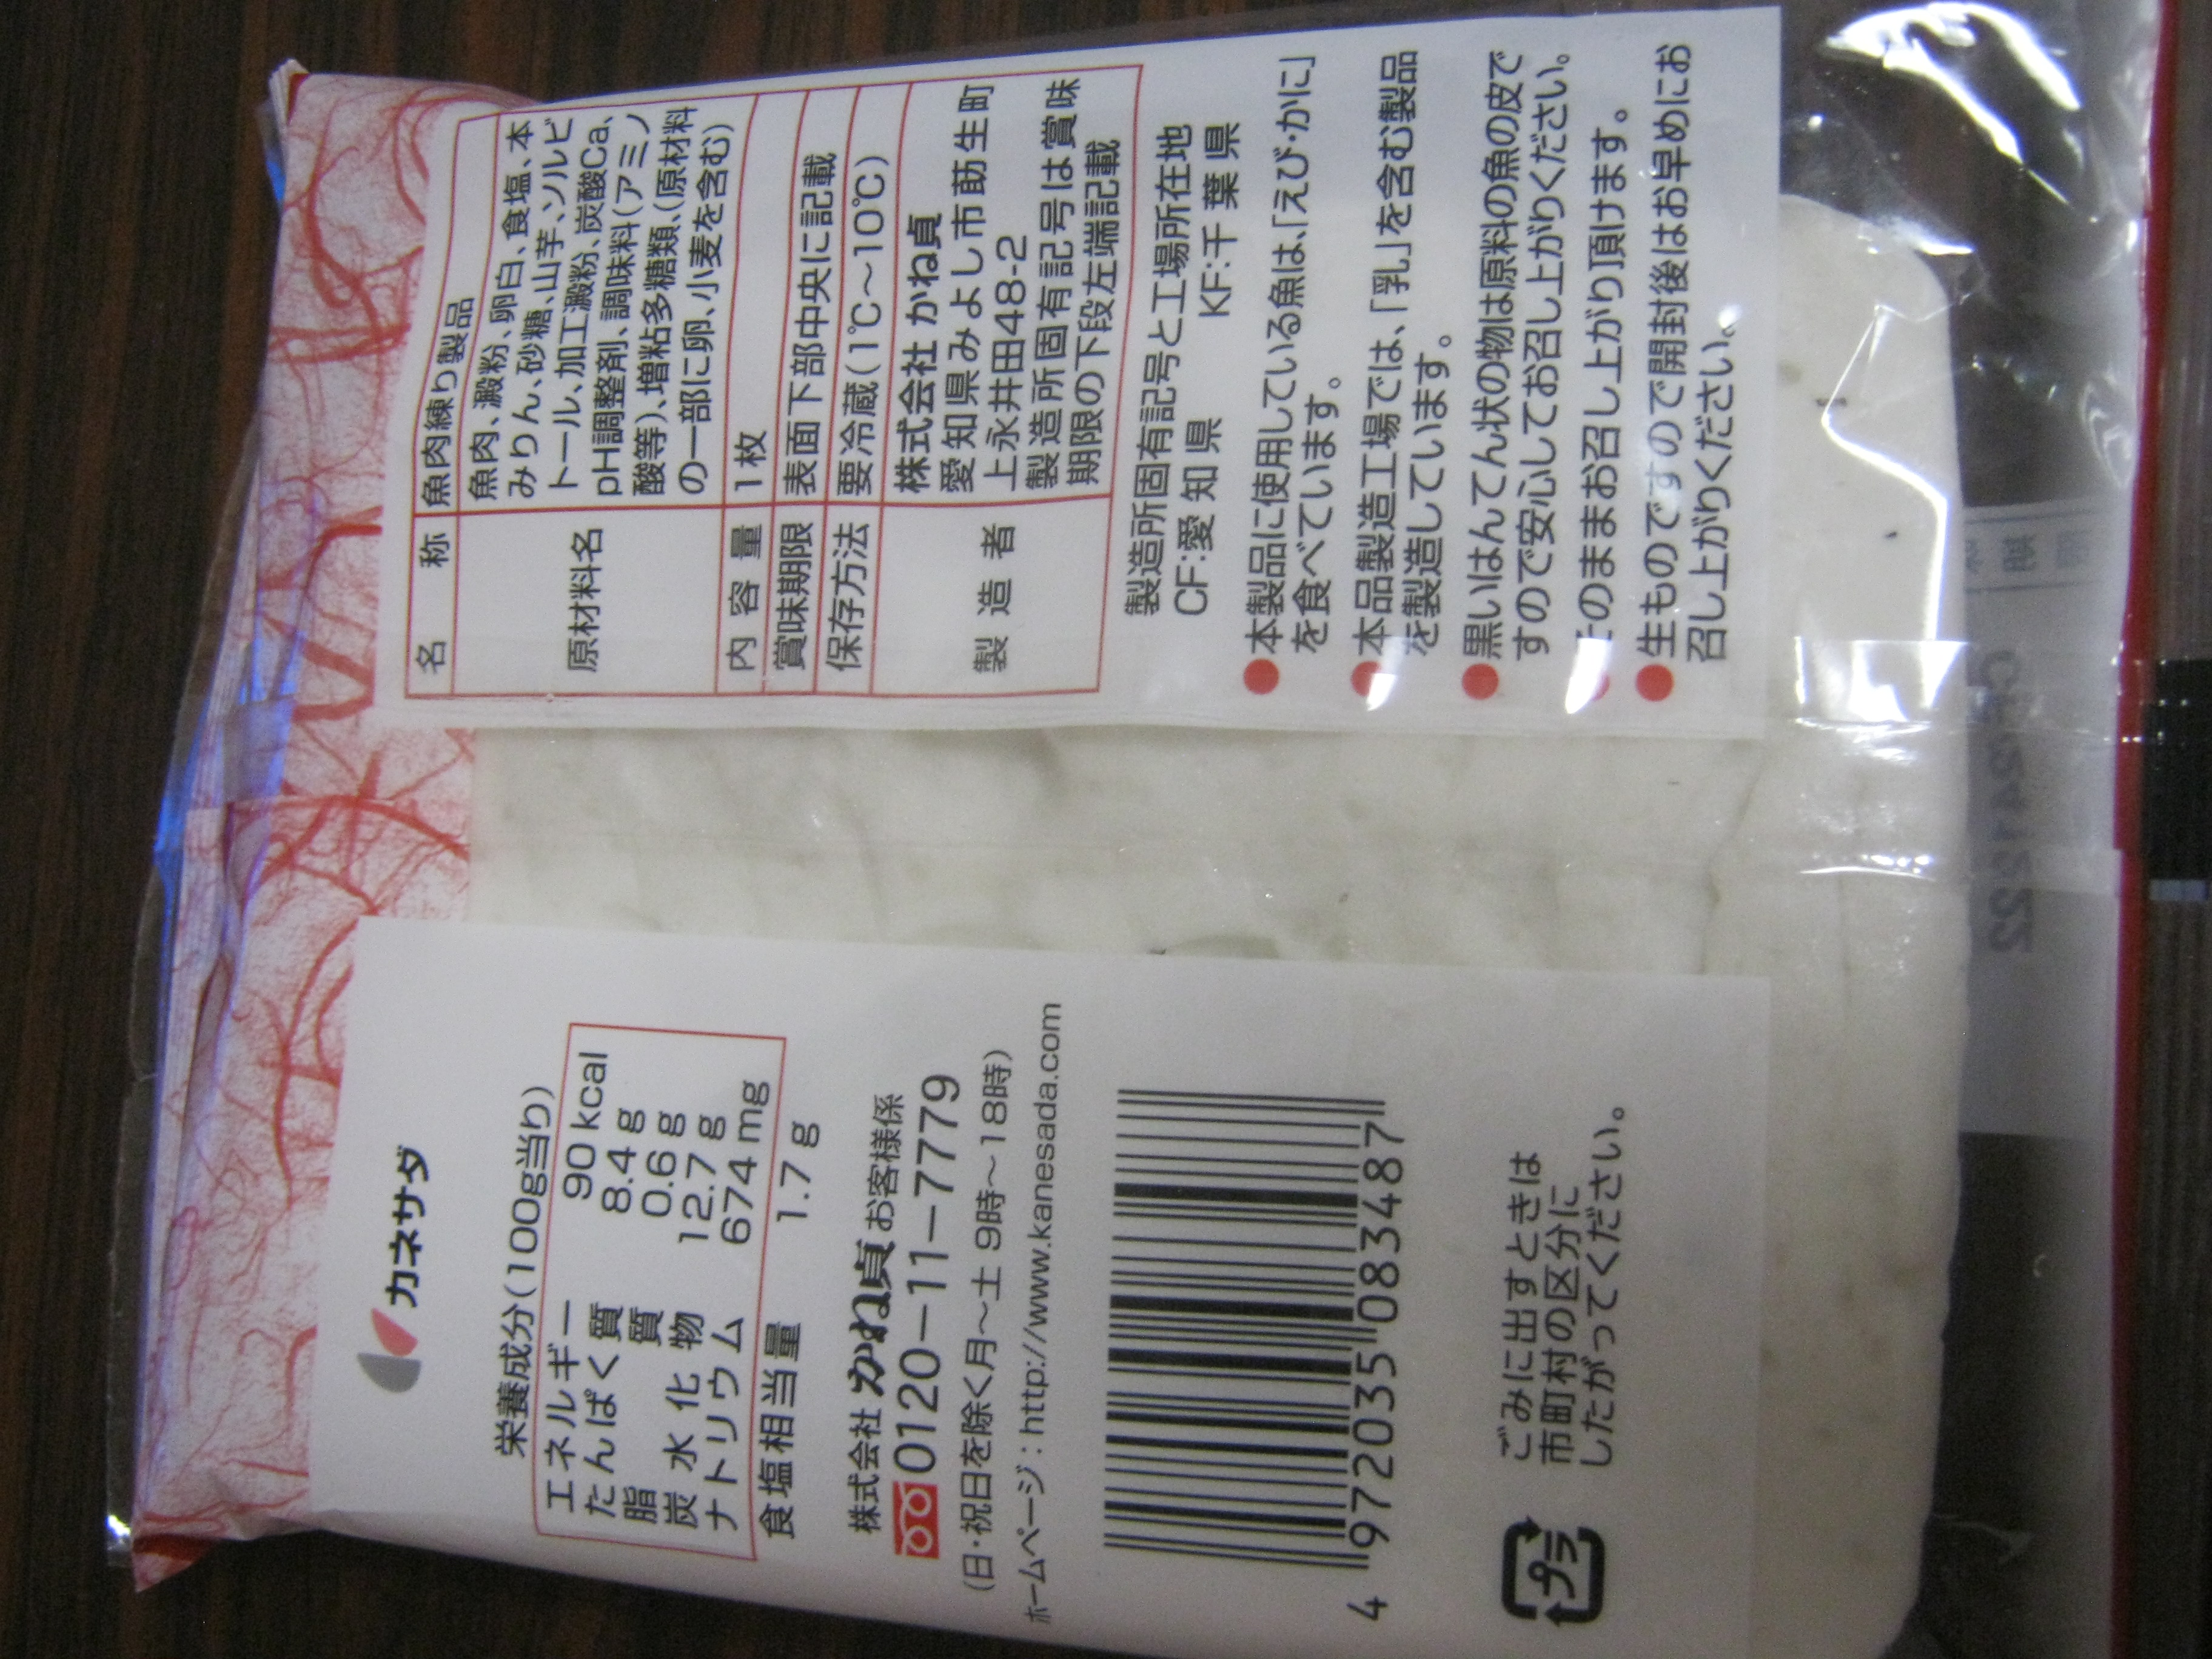 名 称 魚肉練り製品
原材料名 魚肉、澱粉、卵白、食塩、本
みりん、砂糖、山芋、ソルビ
トール、加工澱粉、炭酸Ca、
pH調整剤、調味料(アミノ
酸等)、増粘多糖類、(原材料
の一部に卵、小麦を含む)
内容量 1枚
賞味期限 表面下部中央に記載
保存方法 要冷蔵(1℃~10℃)
製造者 株式会社 かね貞
愛知県みよし市莇生町
上永井田48-2
製造所固有記号は賞味
期限の下段左端記載
製造所固有記号と工場所在地
CF:愛知県 KF:千葉県
●本製品に使用している魚は、「えび・かに」
を食べています。
●本品製造工場では、「乳」を含む製品
を製造しています。
●黒いはんてん状の物は原料の魚の皮で
すので安心してお召し上がりください。
●そのままお召し上がり頂けます。
●生ものですので開封後はお早めにお
召し上がりください。
カネサダ
栄養成分(100g当り)
エネルギー 90kcal
たんぱく質 8.4g
脂質 0.6g
炭水化物 12.7g
ナトリウム 674mg
食塩相当量 1.7g
株式会社 かね貞 お客様係
0120-11-7779
(日・祝日を除く月~土 9時~18時)
ホームページ:http://www.kanesada.com
4 972035 083487
プラ
ごみに出すときは
市町村の区分に
したがってください。